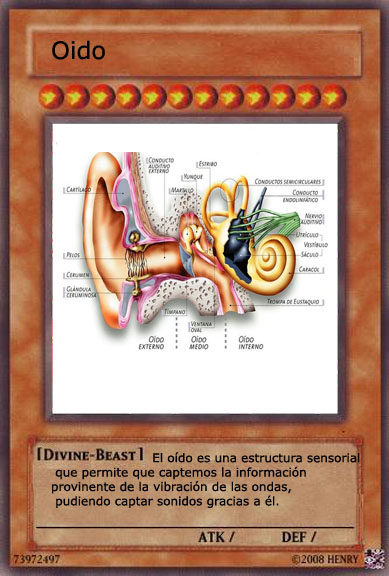 Oido
CONDUCTO
AUDITIVO
EXTERNO
ESTRIBO
YUNQUE
MARTILLO
CARTÍLAGO
CONDUCTOS SEMICIRCULARES
CONDUCTO
ENDOLINFÁTICO
NERVIO
AUDITIVO
UTRÍCULO
VESTÍBULO
SÁCULO
CARACOL
PELOS
CERUMEN
GLÁNDULA
CERUMINOSA
TROMPA DE EUSTAQUIO
TÍMPANO
VENTANA
OVAL
OÍDO
EXTERNO
OÍDO
MEDIO
OÍDO
INTERNO
[DIVINE-BEAST] El oído es una estructura sensorial
que permite que captemos la información
provinente de la vibración de las ondas,
pudiendo captar sonidos gracias a él.
ATK / DEF /
73972497 ©2008 HENRY